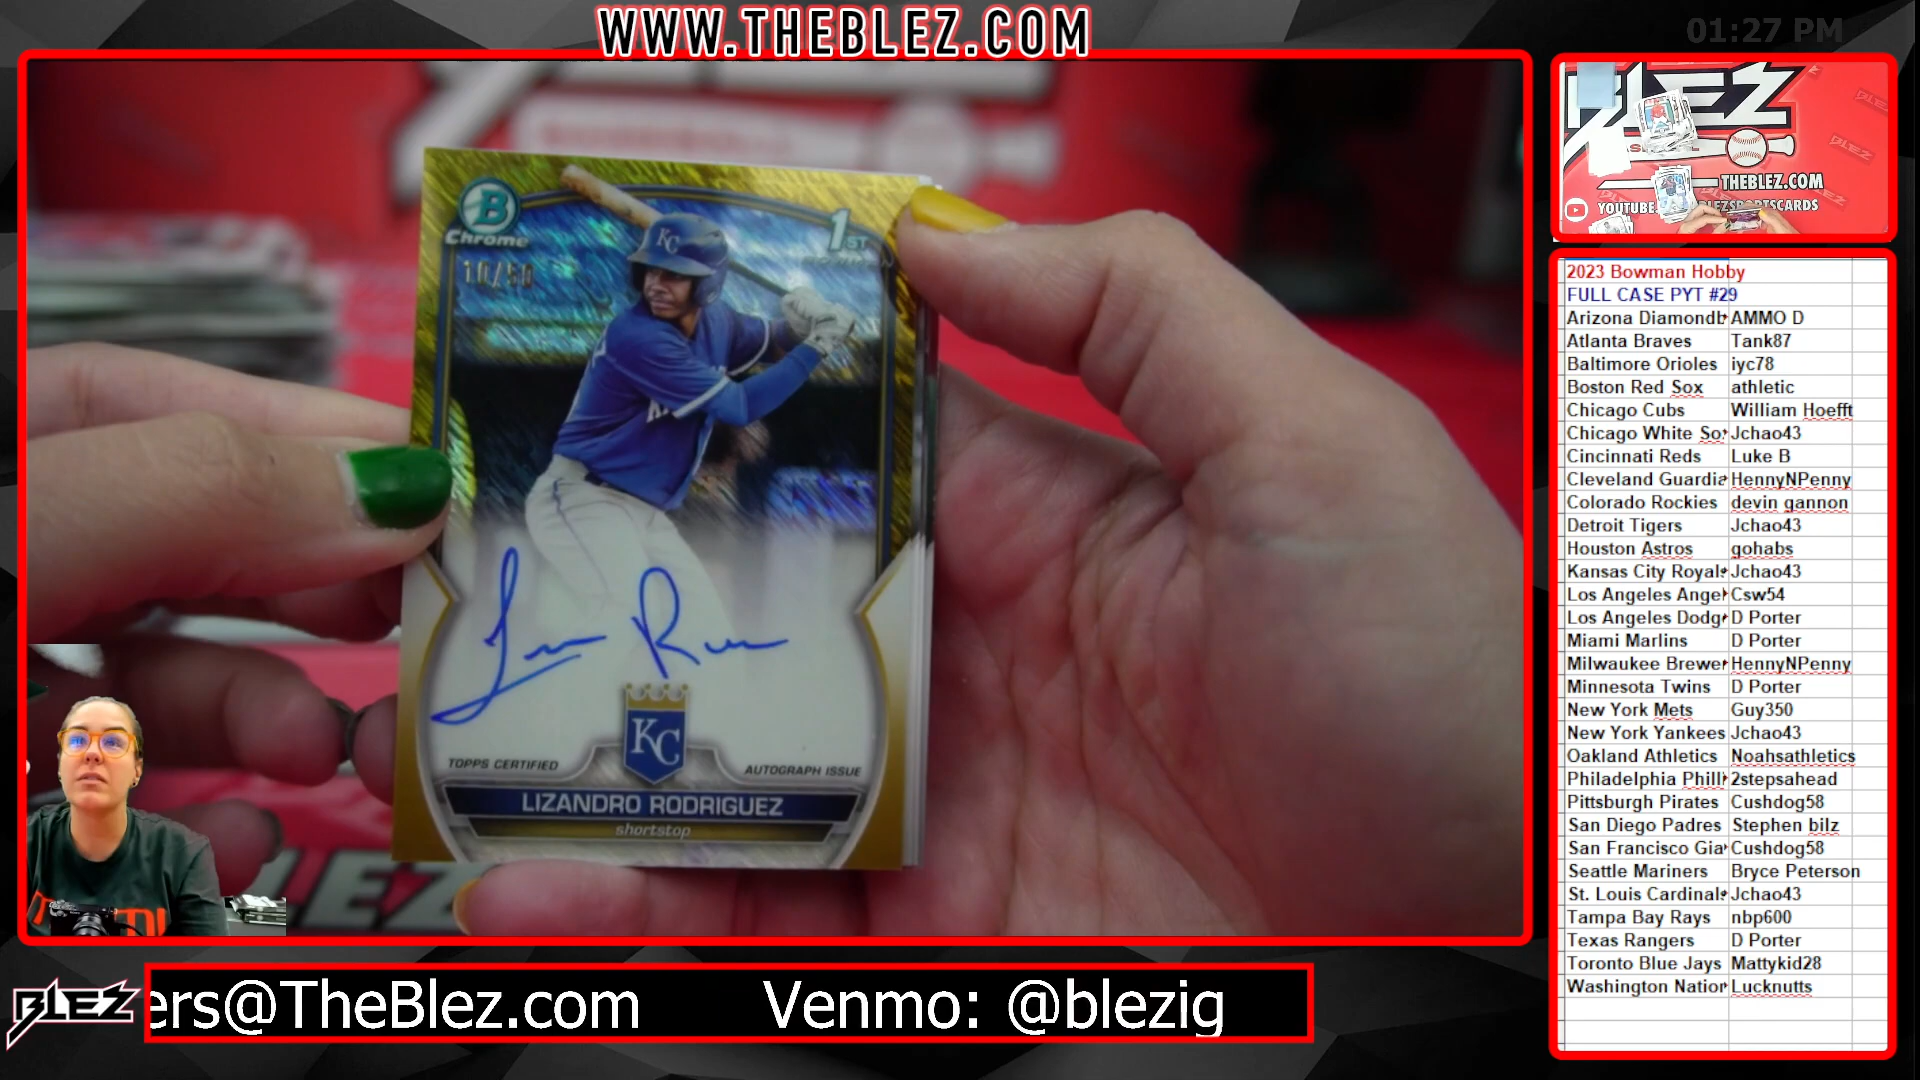 WWW.THEBLEZ.COM
01:27 PM
B
Chrome
1ST
BOWMAN
10/50
KC
KC
TOPPS CERTIFIED
AUTOGRAPH ISSUE
LIZANDRO RODRIGUEZ
shortstop
BLEZ
THEBLEZ.COM
2023 Bowman Hobby
FULL CASE PYT #29
Arizona Diamondb AMMO D
Atlanta Braves Tank87
Baltimore Orioles iyc78
Boston Red Sox athletic
Chicago Cubs William Hoefft
Chicago White So Jchao43
Cincinnati Reds Luke B
Cleveland Guardia HennyNPenny
Colorado Rockies devin gannon
Detroit Tigers Jchao43
Houston Astros gohabs
Kansas City Royals Jchao43
Los Angeles Angel Csw54
Los Angeles Dodg D Porter
Miami Marlins D Porter
Milwaukee Brewer HennyNPenny
Minnesota Twins D Porter
New York Mets Guy350
New York Yankees Jchao43
Oakland Athletics Noahsathletics
Philadelphia Philli 2stepsahead
Pittsburgh Pirates Cushdog58
San Diego Padres Stephen bilz
San Francisco Gia Cushdog58
Seattle Mariners Bryce Peterson
St. Louis Cardinals Jchao43
Tampa Bay Rays nbp600
Texas Rangers D Porter
Toronto Blue Jays Mattykid28
Washington Nation Lucknutts
BLEZ
ers@TheBlez.com Venmo: @blezig